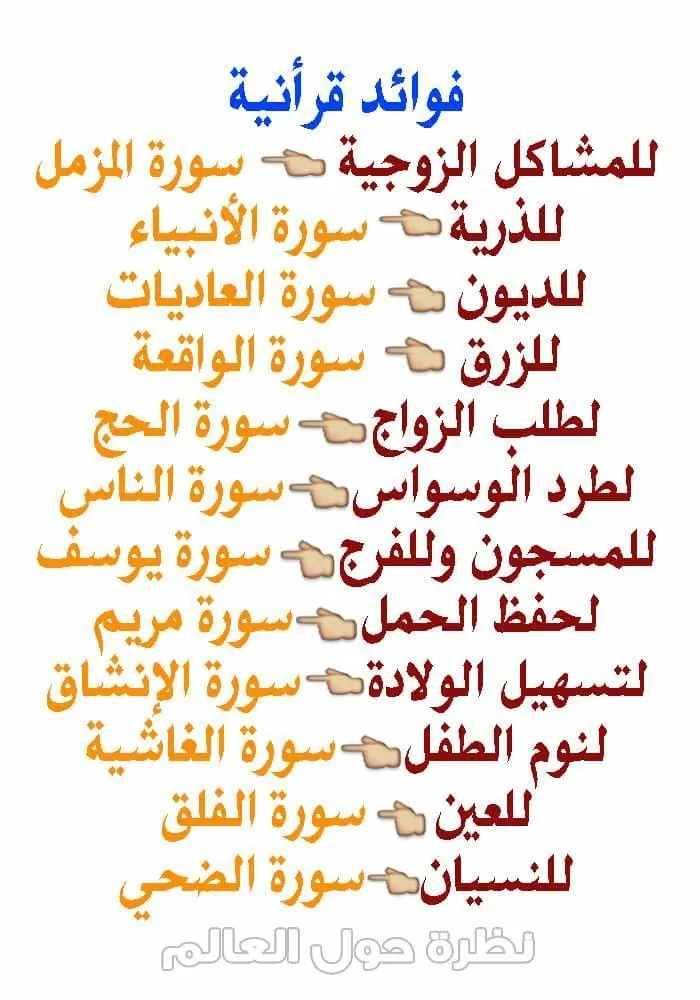 فوائد قرأنية
للمشاكل الزوجية 👈 سورة المزمل
للذرية 👈 سورة الأنبياء
للديون 👈 سورة العاديات
للزرق 👈 سورة الواقعة
لطلب الزواج 👈 سورة الحج
لطرد الوسواس 👈 سورة الناس
للمسجون وللفرج 👈 سورة يوسف
لحفظ الحمل 👈 سورة مريم
لتسهيل الولادة 👈 سورة الإنشاق
لنوم الطفل 👈 سورة الغاشية
للعين 👈 سورة الفلق
للنسيان 👈 سورة الضحي
نظرة حول العالم